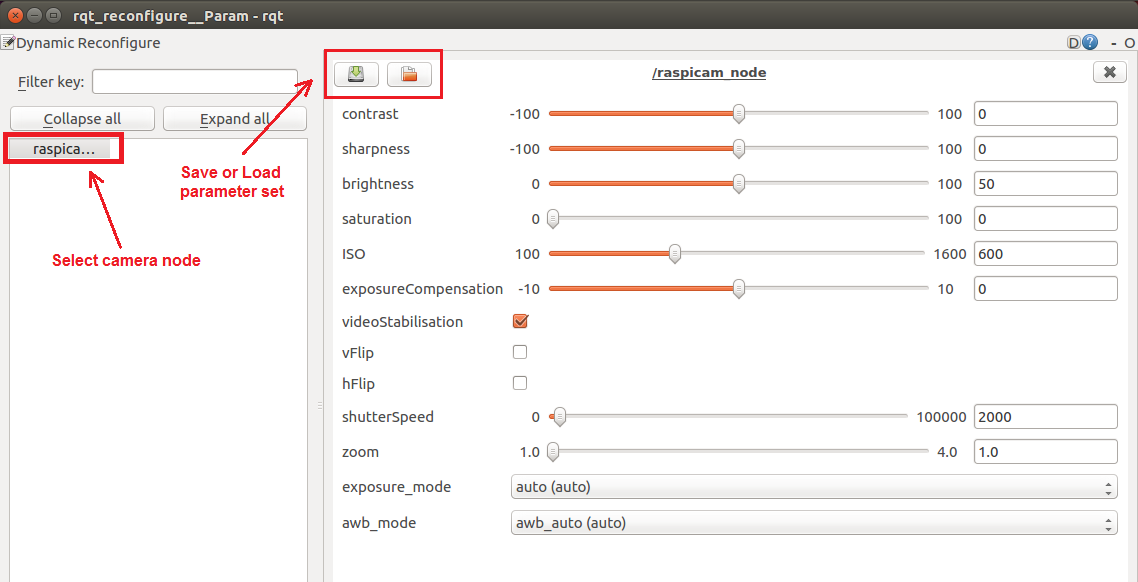 rqt_reconfigure__Param - rqt
Dynamic Reconfigure
D ? - O
Filter key:
Collapse all Expand all
raspica...
Save or Load
parameter set
Select camera node
/raspicam_node
contrast -100 100 0
sharpness -100 100 0
brightness 0 100 50
saturation 0 100 0
ISO 100 1600 600
exposureCompensation -10 10 0
videoStabilisation
vFlip
hFlip
shutterSpeed 0 100000 2000
zoom 1.0 4.0 1.0
exposure_mode auto (auto)
awb_mode awb_auto (auto)